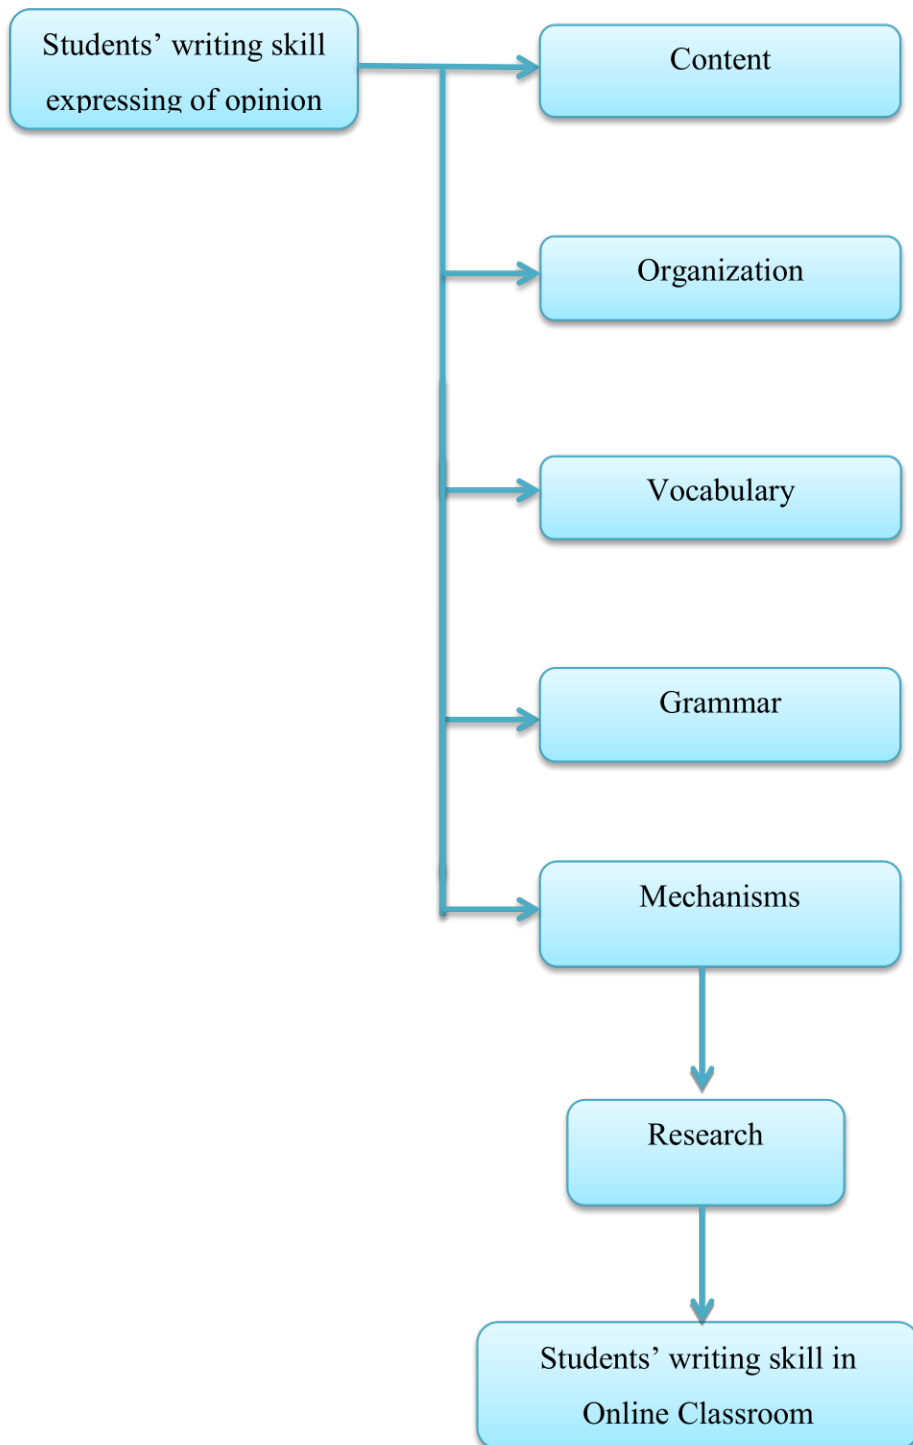 Students’ writing skill
expressing of opinion
Content
Organization
Vocabulary
Grammar
Mechanisms
Research
Students’ writing skill in
Online Classroom